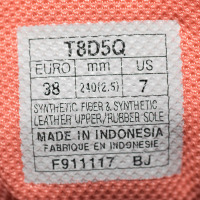 T8D5Q
EURO mm US
38 240(2.5) 7
SYNTHETIC FIBER & SYNTHETIC
LEATHER UPPER/RUBBER SOLE
MADE IN INDONESIA
FABRIQUE EN INDONESIE
F911117 BJ